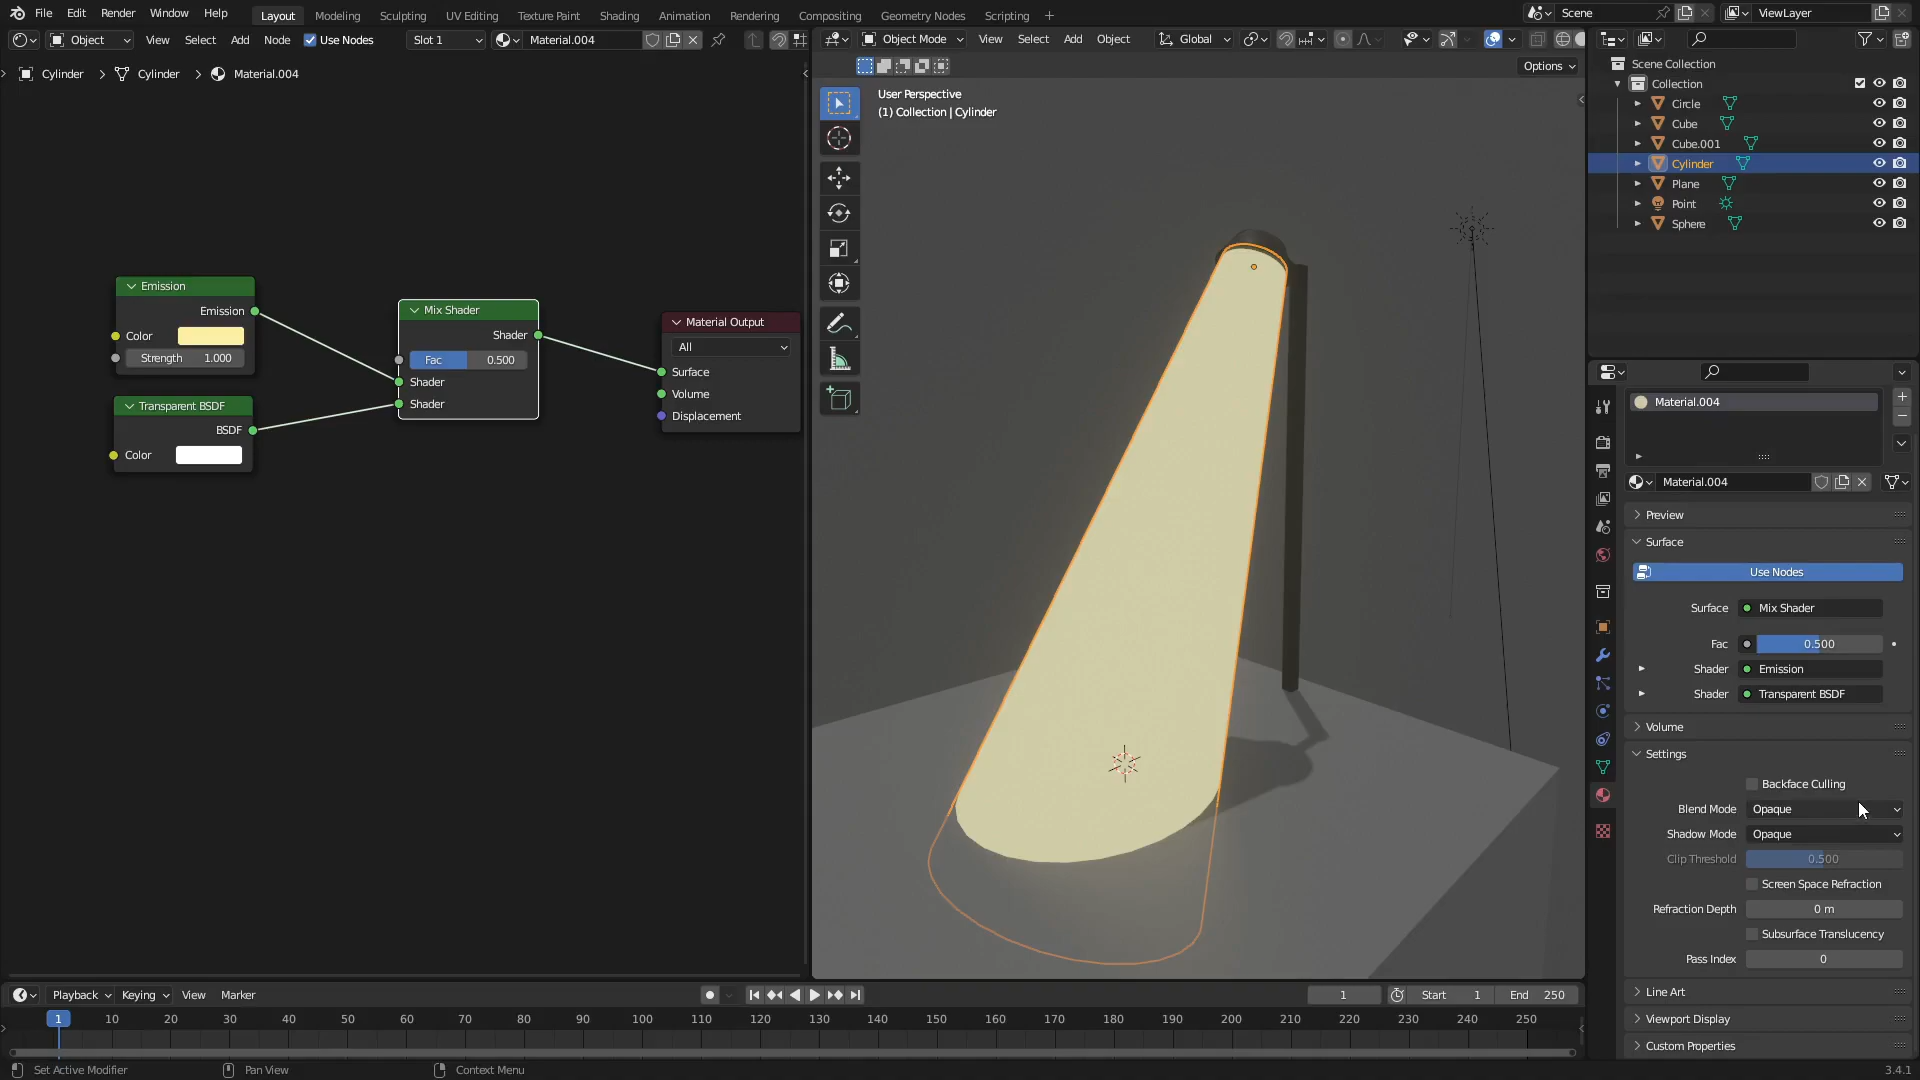 File Edit Render Window Help Layout Modeling Sculpting UV Editing Texture Paint Shading Animation Rendering Compositing Geometry Nodes Scripting + Scene ViewLayer
Object View Select Add Node Use Nodes Slot 1 Material.004
Object Mode View Select Add Object Global
Options
Cylinder > Cylinder > Material.004
User Perspective
(1) Collection | Cylinder
Emission
Emission
Color
Strength 1.000
Transparent BSDF
BSDF
Color
Mix Shader
Shader
Fac 0.500
Shader
Shader
Material Output
All
Surface
Volume
Displacement
Scene Collection
Collection
Circle
Cube
Cube.001
Cylinder
Plane
Point
Sphere
Material.004
Material.004
Preview
Surface
Use Nodes
Surface Mix Shader
Fac 0.500
Shader Emission
Shader Transparent BSDF
Volume
Settings
Backface Culling
Blend Mode Opaque
Shadow Mode Opaque
Clip Threshold 0.500
Screen Space Refraction
Refraction Depth 0 m
Subsurface Translucency
Pass Index 0
Line Art
Viewport Display
Custom Properties
Playback Keying View Marker 1 Start 1 End 250
1 10 20 30 40 50 60 70 80 90 100 110 120 130 140 150 160 170 180 190 200 210 220 230 240 250
Set Active Modifier Pan View Context Menu 3.4.1